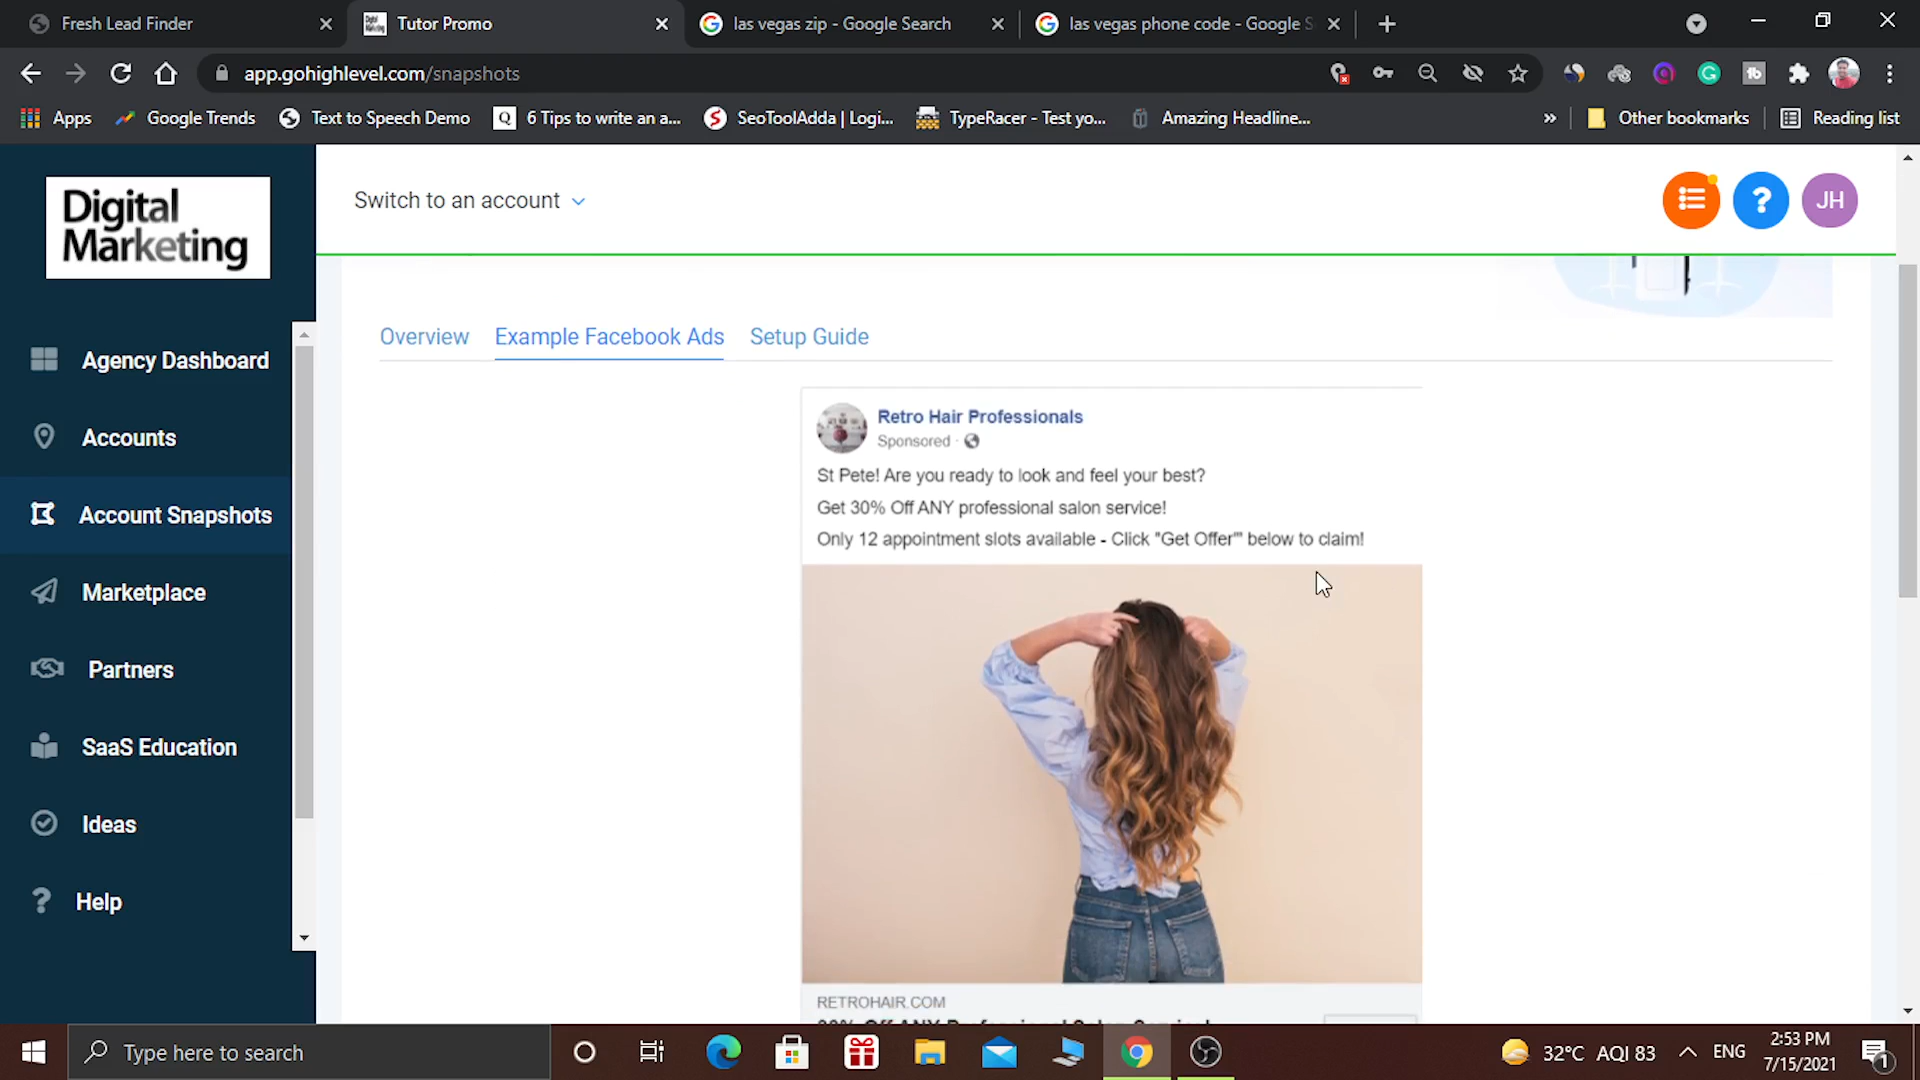 Fresh Lead Finder
Tutor Promo
las vegas zip - Google Search
las vegas phone code - Google S
app.gohighlevel.com/snapshots
Apps
Google Trends
Text to Speech Demo
6 Tips to write an a...
SeoToolAdda | Logi...
TypeRacer - Test yo...
Amazing Headline...
»
Other bookmarks
Reading list
Digital
Marketing
Switch to an account
?
JH
Agency Dashboard
Accounts
Account Snapshots
Marketplace
Partners
SaaS Education
Ideas
? Help
Overview
Example Facebook Ads
Setup Guide
Retro Hair Professionals
Sponsored ·
St Pete! Are you ready to look and feel your best?
Get 30% Off ANY professional salon service!
Only 12 appointment slots available - Click "Get Offer'" below to claim!
RETROHAIR.COM
Type here to search
32°C AQI 83
ENG
2:53 PM
7/15/2021
1